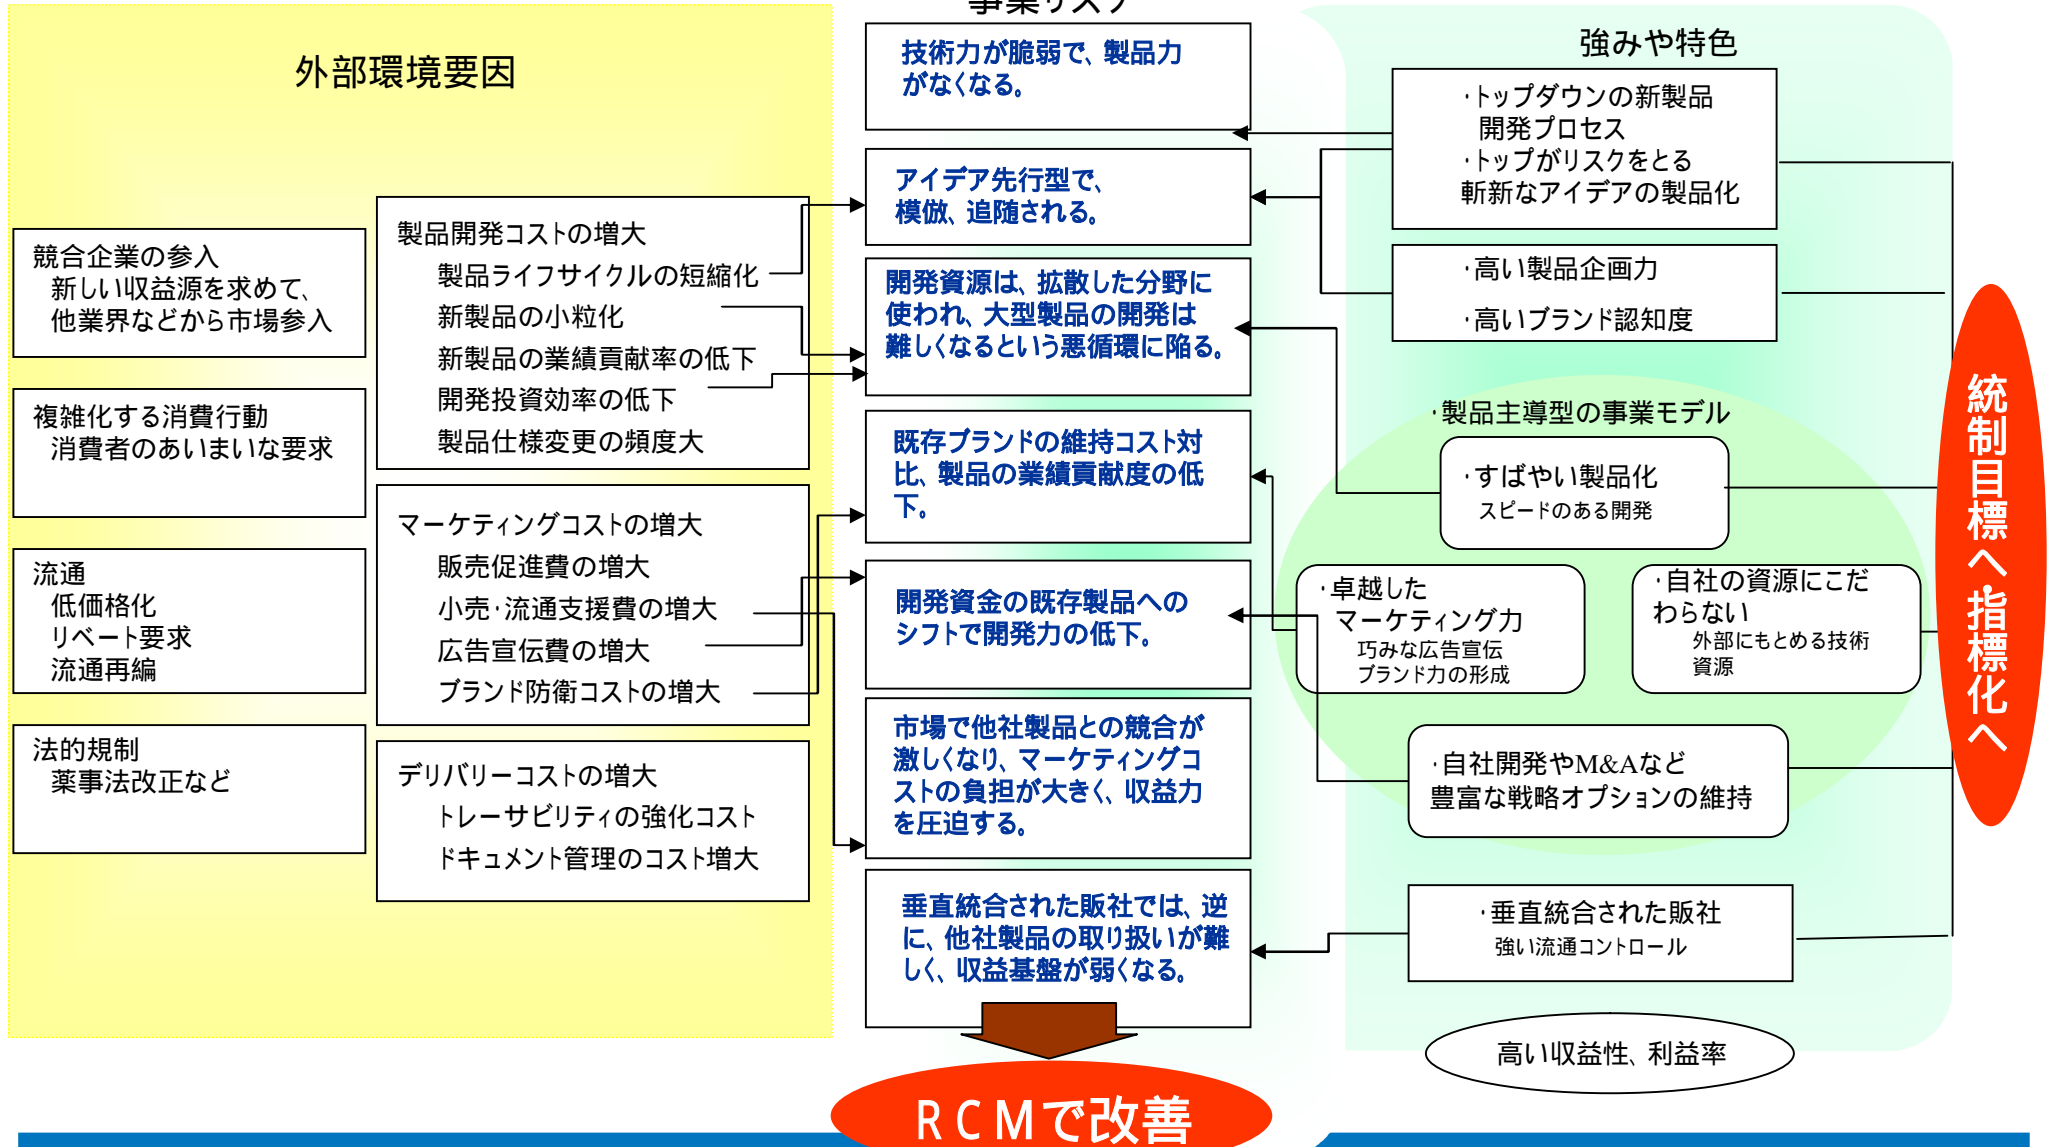 事業リスク
外部環境要因
競合企業の参入
新しい収益源を求めて、
他業界などから市場参入
複雑化する消費行動
消費者のあいまいな要求
流通
低価格化
リベート要求
流通再編
法的規制
薬事法改正など
製品開発コストの増大
製品ライフサイクルの短縮化
新製品の小粒化
新製品の業績貢献率の低下
開発投資効率の低下
製品仕様変更の頻度大
マーケティングコストの増大
販売促進費の増大
小売・流通支援費の増大
広告宣伝費の増大
ブランド防衛コストの増大
デリバリーコストの増大
トレーサビリティの強化コスト
ドキュメント管理のコスト増大
技術力が脆弱で、製品力
がなくなる。
アイデア先行型で、
模倣、追随される。
開発資源は、拡散した分野に
使われ、大型製品の開発は
難しくなるという悪循環に陥る。
既存ブランドの維持コスト対
比、製品の業績貢献度の低
下。
開発資金の既存製品への
シフトで開発力の低下。
市場で他社製品との競合が
激しくなり、マーケティングコ
ストの負担が大きく、収益力
を圧迫する。
垂直統合された販社では、逆
に、他社製品の取り扱いが難
しく、収益基盤が弱くなる。
RCMで改善
強みや特色
・トップダウンの新製品
開発プロセス
・トップがリスクをとる
斬新なアイデアの製品化
・高い製品企画力
・高いブランド認知度
・製品主導型の事業モデル
・すばやい製品化
スピードのある開発
・卓越した
マーケティング力
巧みな広告宣伝
ブランド力の形成
・自社の資源にこだ
わらない
外部にもとめる技術
資源
・自社開発やM&Aなど
豊富な戦略オプションの維持
・垂直統合された販社
強い流通コントロール
高い収益性、利益率
統制目標へ・指標化へ